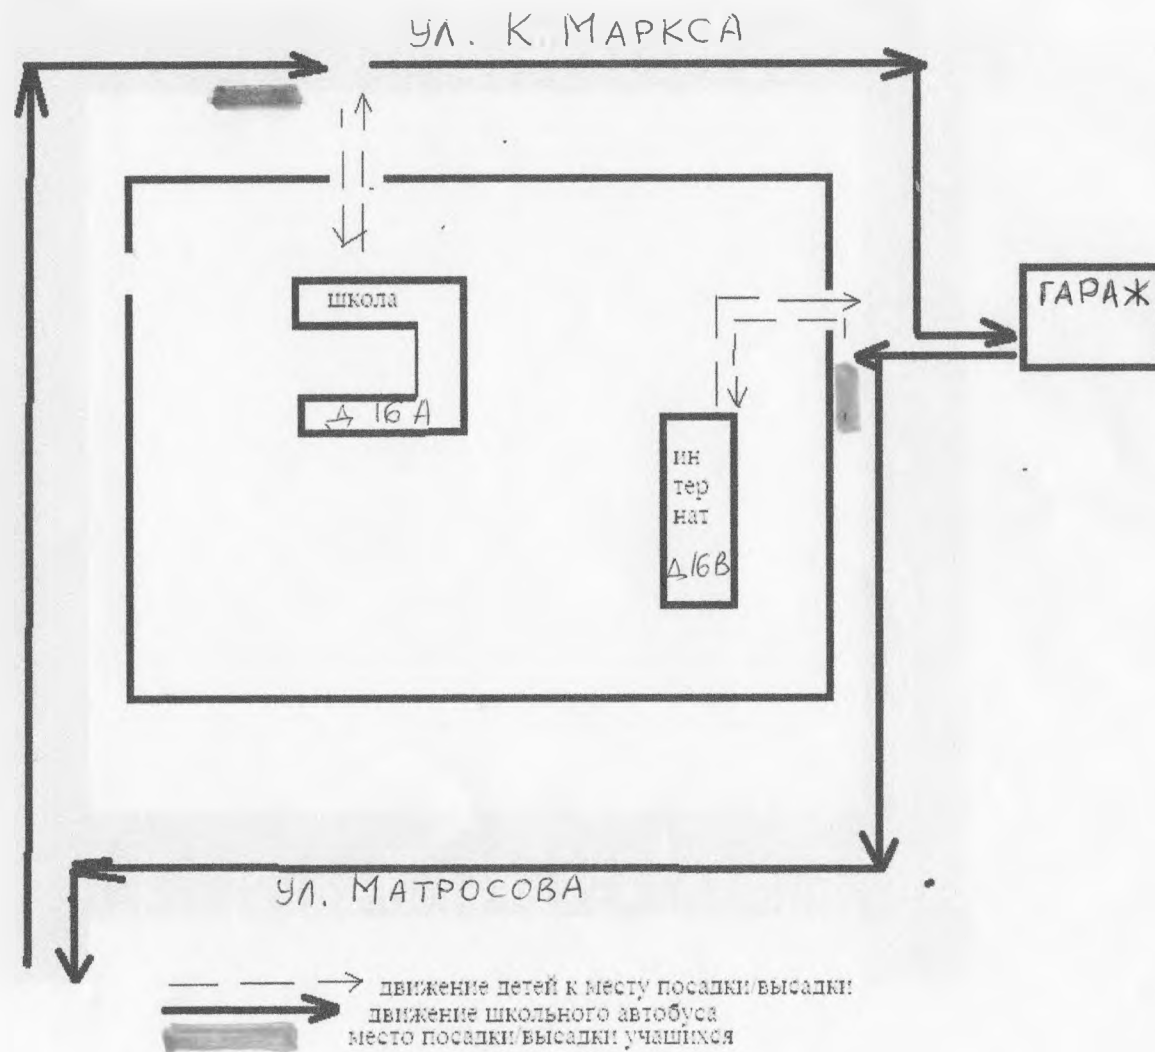 УЛ. К. МАРКСА
школа
Д 16 А
ГАРАЖ
ин
тер
нат
Д16В
УЛ. МАТРОСОВА
движение детей к месту посадки/высадки
движение школьного автобуса
место посадки/высадки учащихся